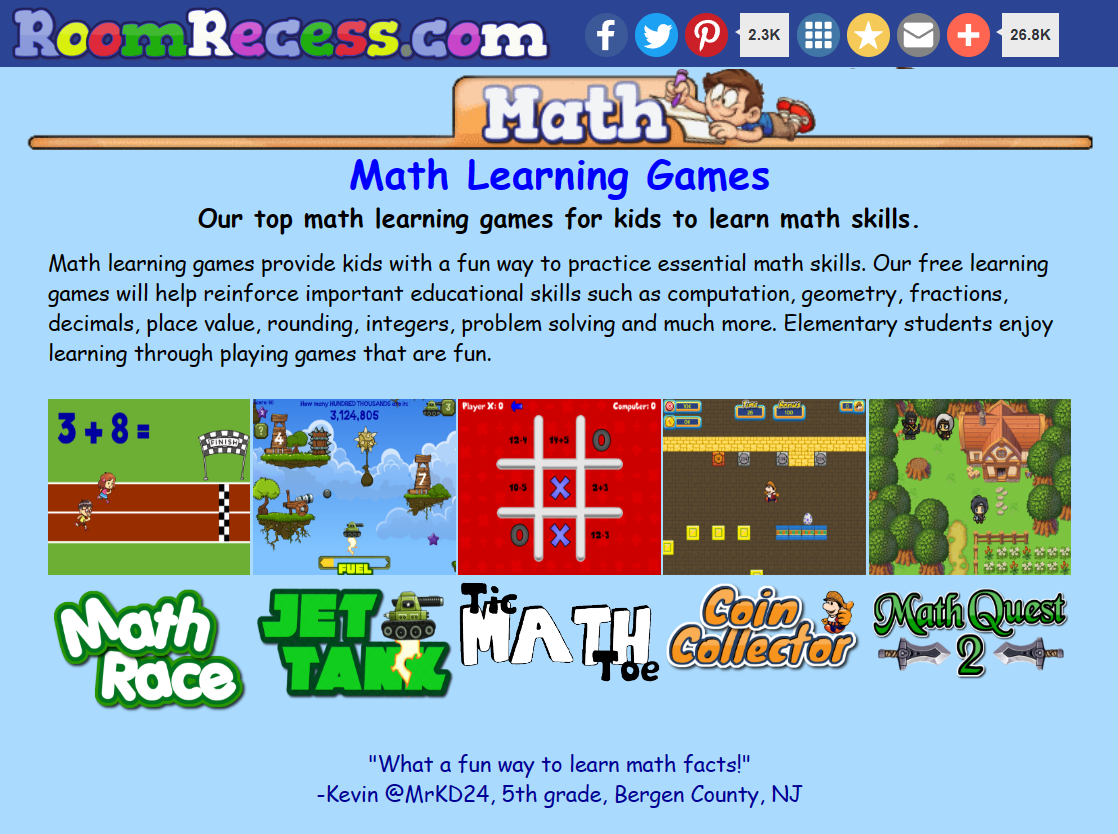 RoomRecess.com
2.3K
26.8K
Math
Math Learning Games
Our top math learning games for kids to learn math skills.
Math learning games provide kids with a fun way to practice essential math skills. Our free learning
games will help reinforce important educational skills such as computation, geometry, fractions,
decimals, place value, rounding, integers, problem solving and much more. Elementary students enjoy
learning through playing games that are fun.
3 + 8 =
FINISH
How many HUNDRED THOUSANDS are in:
3,124,805
3
?
4
7
FUEL
Player X: 0
Computer: 0
12-9
14+5
O
10-5
X
2+3
O
X
12-3
100
Math
Race
JET
TANK
Tic
MATH
Toe
Coin
Collector
Math Quest
2
"What a fun way to learn math facts!"
-Kevin @MrKD24, 5th grade, Bergen County, NJ